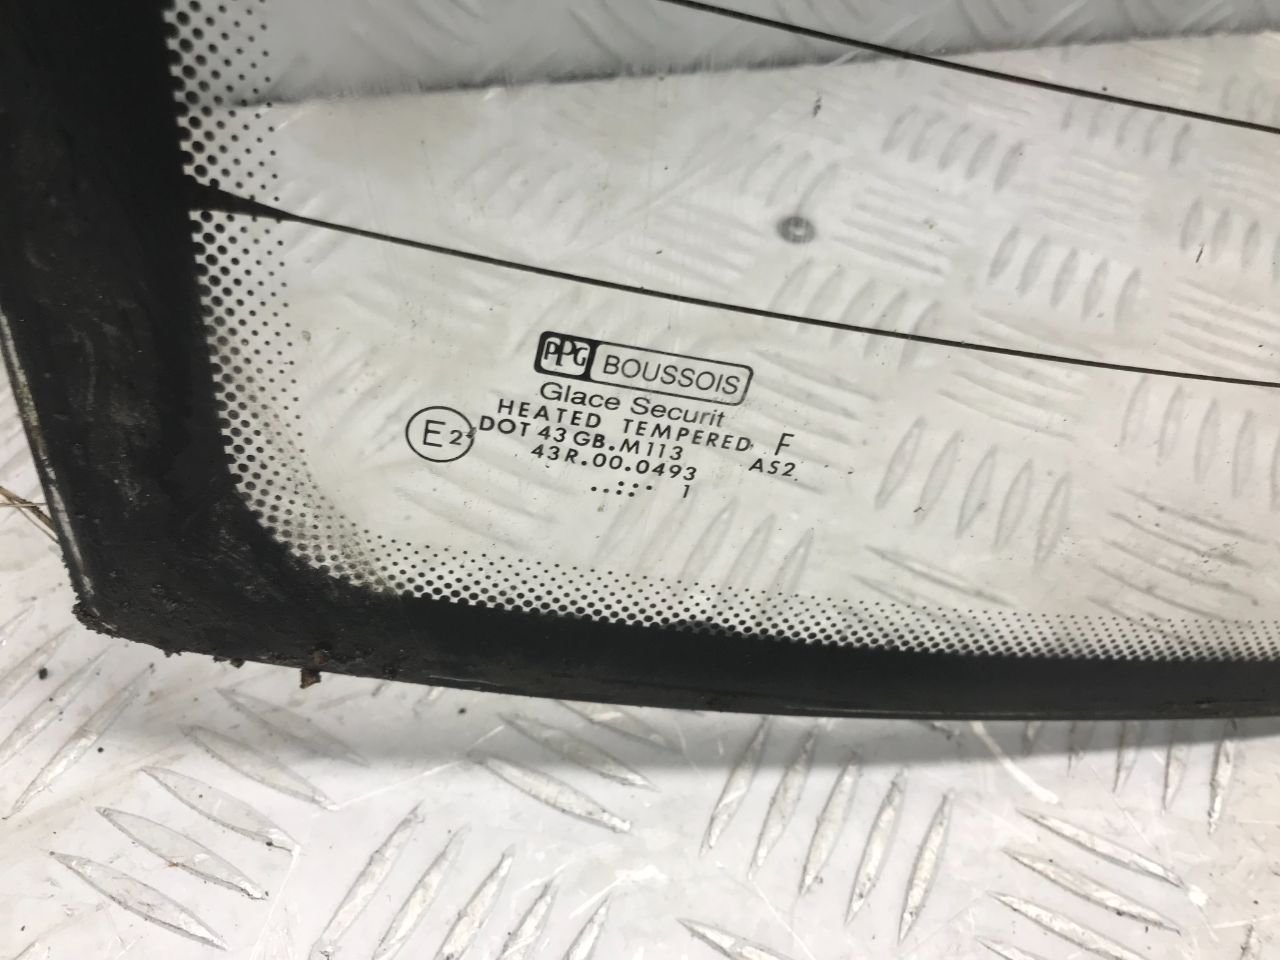 PPG BOUSSOIS
Glace Securit
HEATED TEMPERED F
E2 DOT 43 GB.M113 AS2
43R.00.0493
1